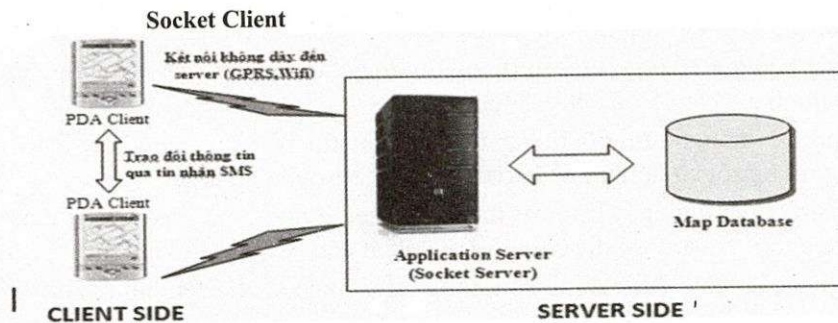 Socket Client
Kết nối không dây đến
server (GPRS,Wifi)
PDA Client
Trao đổi thông tin
qua tin nhắn SMS
PDA Client
Application Server
(Socket Server)
Map Database
CLIENT SIDE
SERVER SIDE